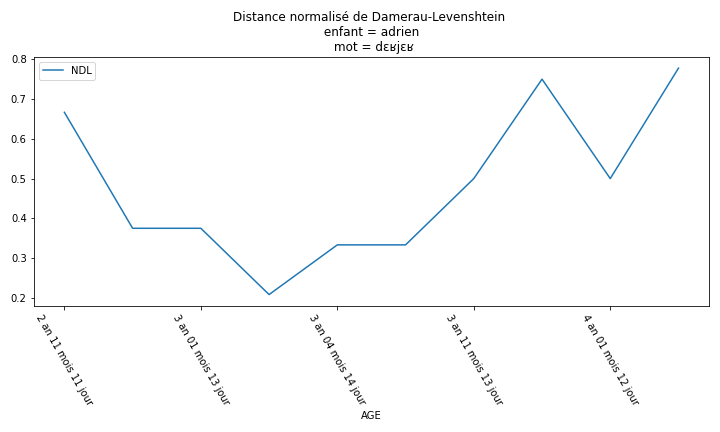 Distance normalisé de Damerau-Levenshtein
enfant = adrien
mot = dɛʁjɛʁ
NDL
0.8
0.7
0.6
0.5
0.4
0.3
0.2
2 an 11 mois 11 jour
3 an 01 mois 13 jour
3 an 04 mois 14 jour
3 an 11 mois 13 jour
4 an 01 mois 12 jour
AGE